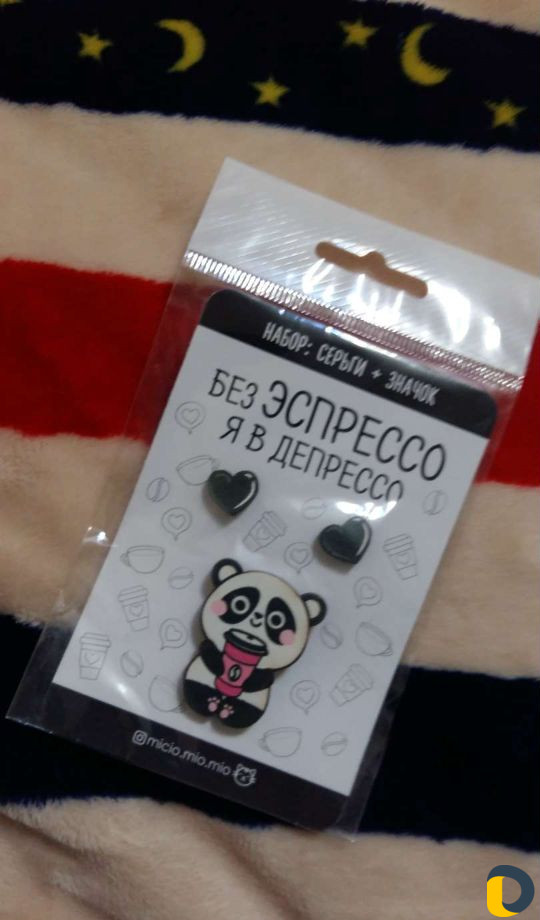 НАБОР: СЕРЬГИ + ЗНАЧОК
БЕЗ ЭСПРЕССО
Я В ДЕПРЕССО
micio.mio.mio